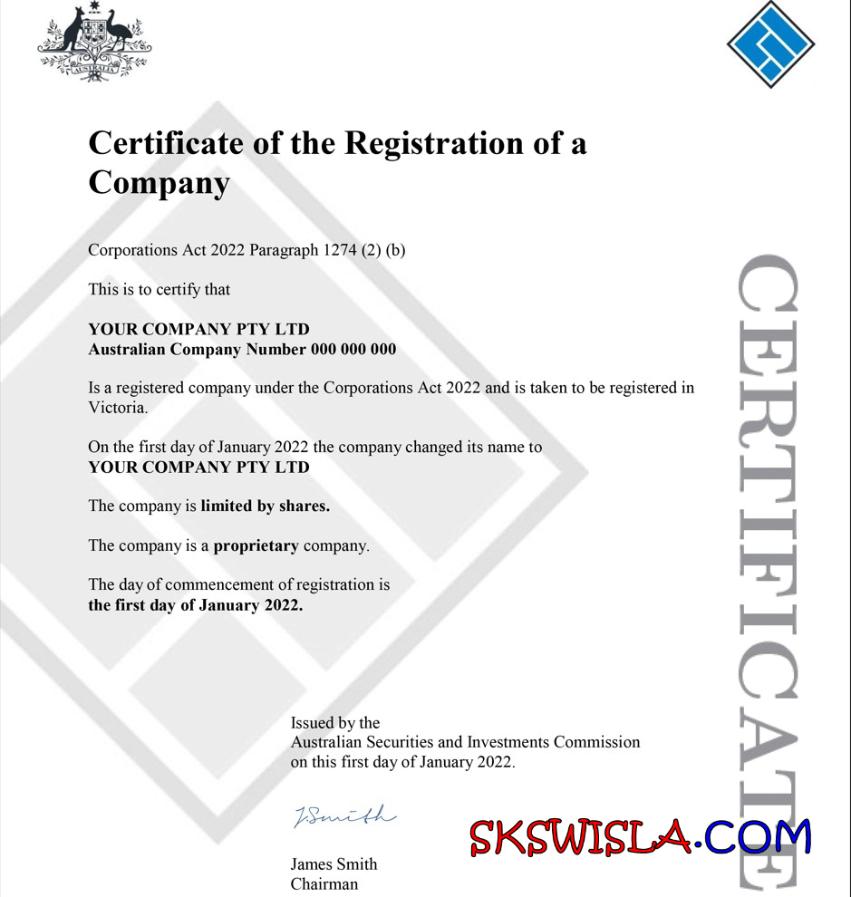 AUSTRALIA
Certificate of the Registration of a
Company
Corporations Act 2022 Paragraph 1274 (2) (b)
This is to certify that
YOUR COMPANY PTY LTD
Australian Company Number 000 000 000
Is a registered company under the Corporations Act 2022 and is taken to be registered in
Victoria.
On the first day of January 2022 the company changed its name to
YOUR COMPANY PTY LTD
The company is limited by shares.
The company is a proprietary company.
The day of commencement of registration is
the first day of January 2022.
Issued by the
Australian Securities and Investments Commission
on this first day of January 2022.
J.Smith
James Smith
Chairman
CERTIFICATE
SKSWISLA.COM